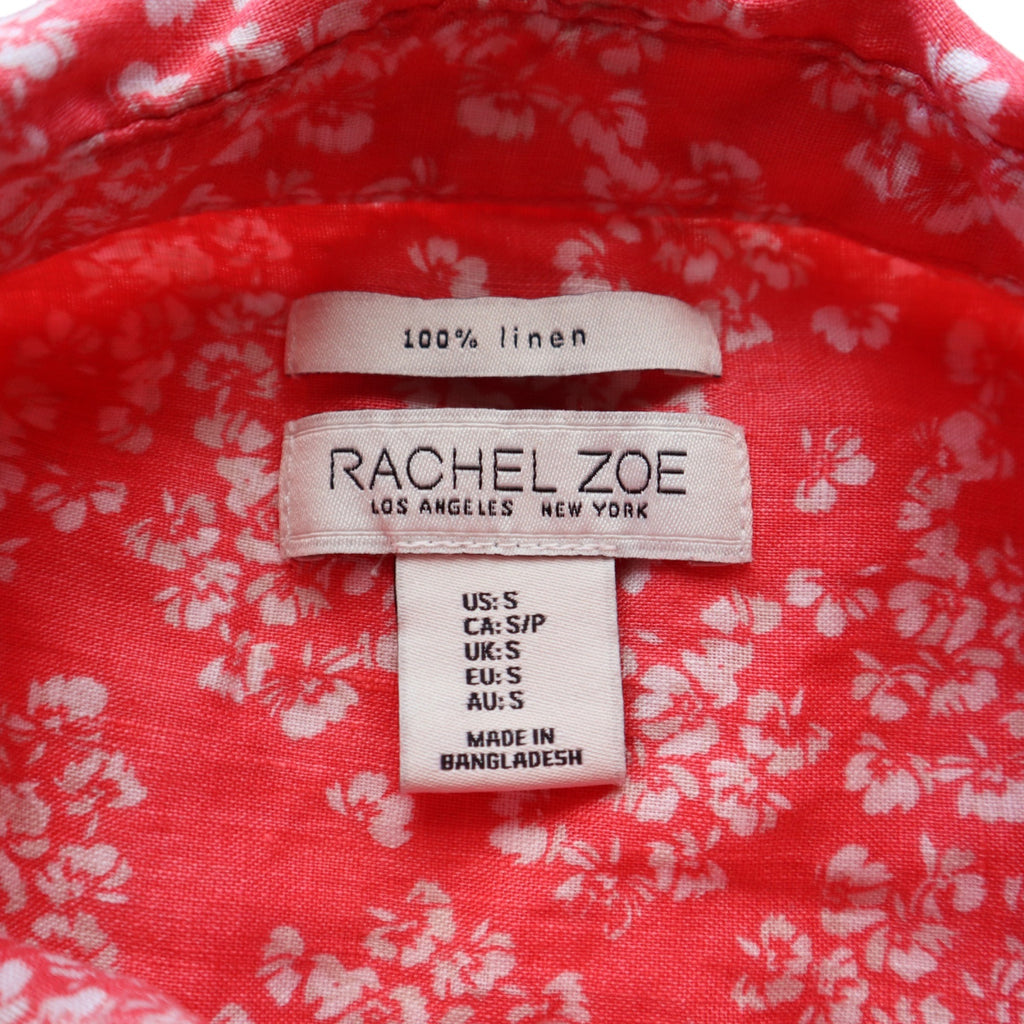 100% linen
RACHEL ZOE
LOS ANGELES NEW YORK
US: S
CA: S/P
UK: S
EU: S
AU: S
MADE IN
BANGLADESH